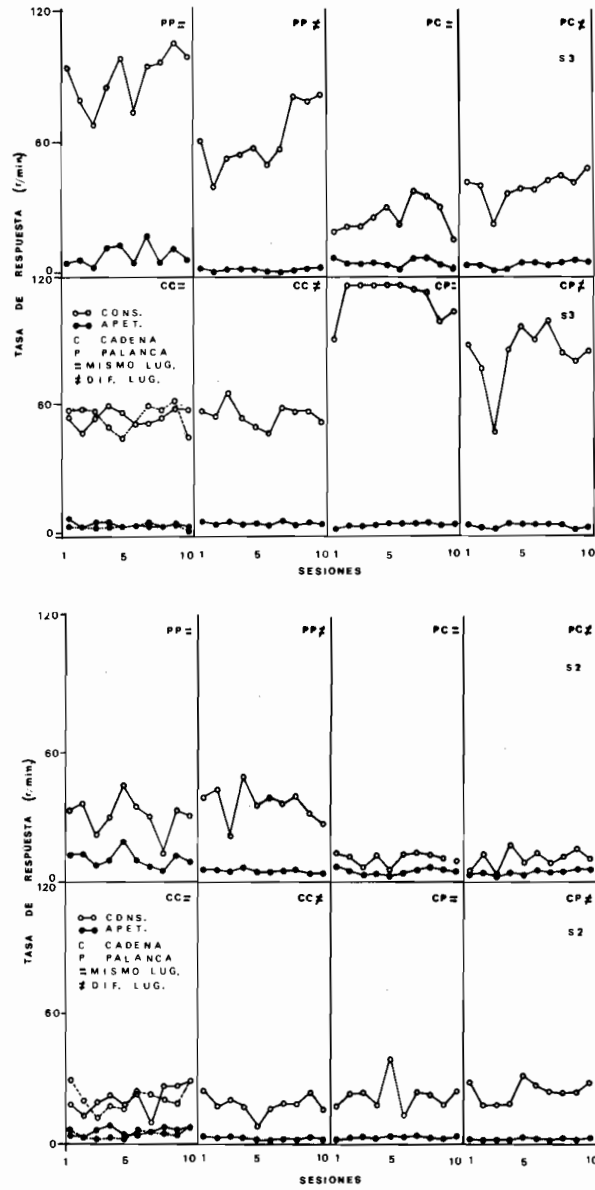 120
PP =
PP ≠
PC =
PC ≠
S3
60
0
TASA DE RESPUESTA (r/min)
120
CC =
CC ≠
CP =
CP ≠
S3
CONS.
APET.
C CADENA
P PALANCA
= MISMO LUG.
≠ DIF. LUG.
60
0
1 5 10 1 5 10 1 5 10 1 5 10
SESIONES
120
PP =
PP ≠
PC =
PC ≠
S2
60
0
TASA DE RESPUESTA (r/min)
120
CC =
CC ≠
CP =
CP ≠
S2
CONS.
APET.
C CADENA
P PALANCA
= MISMO LUG.
≠ DIF. LUG.
60
0
1 5 10 1 5 10 1 5 10 1 5 10
SESIONES